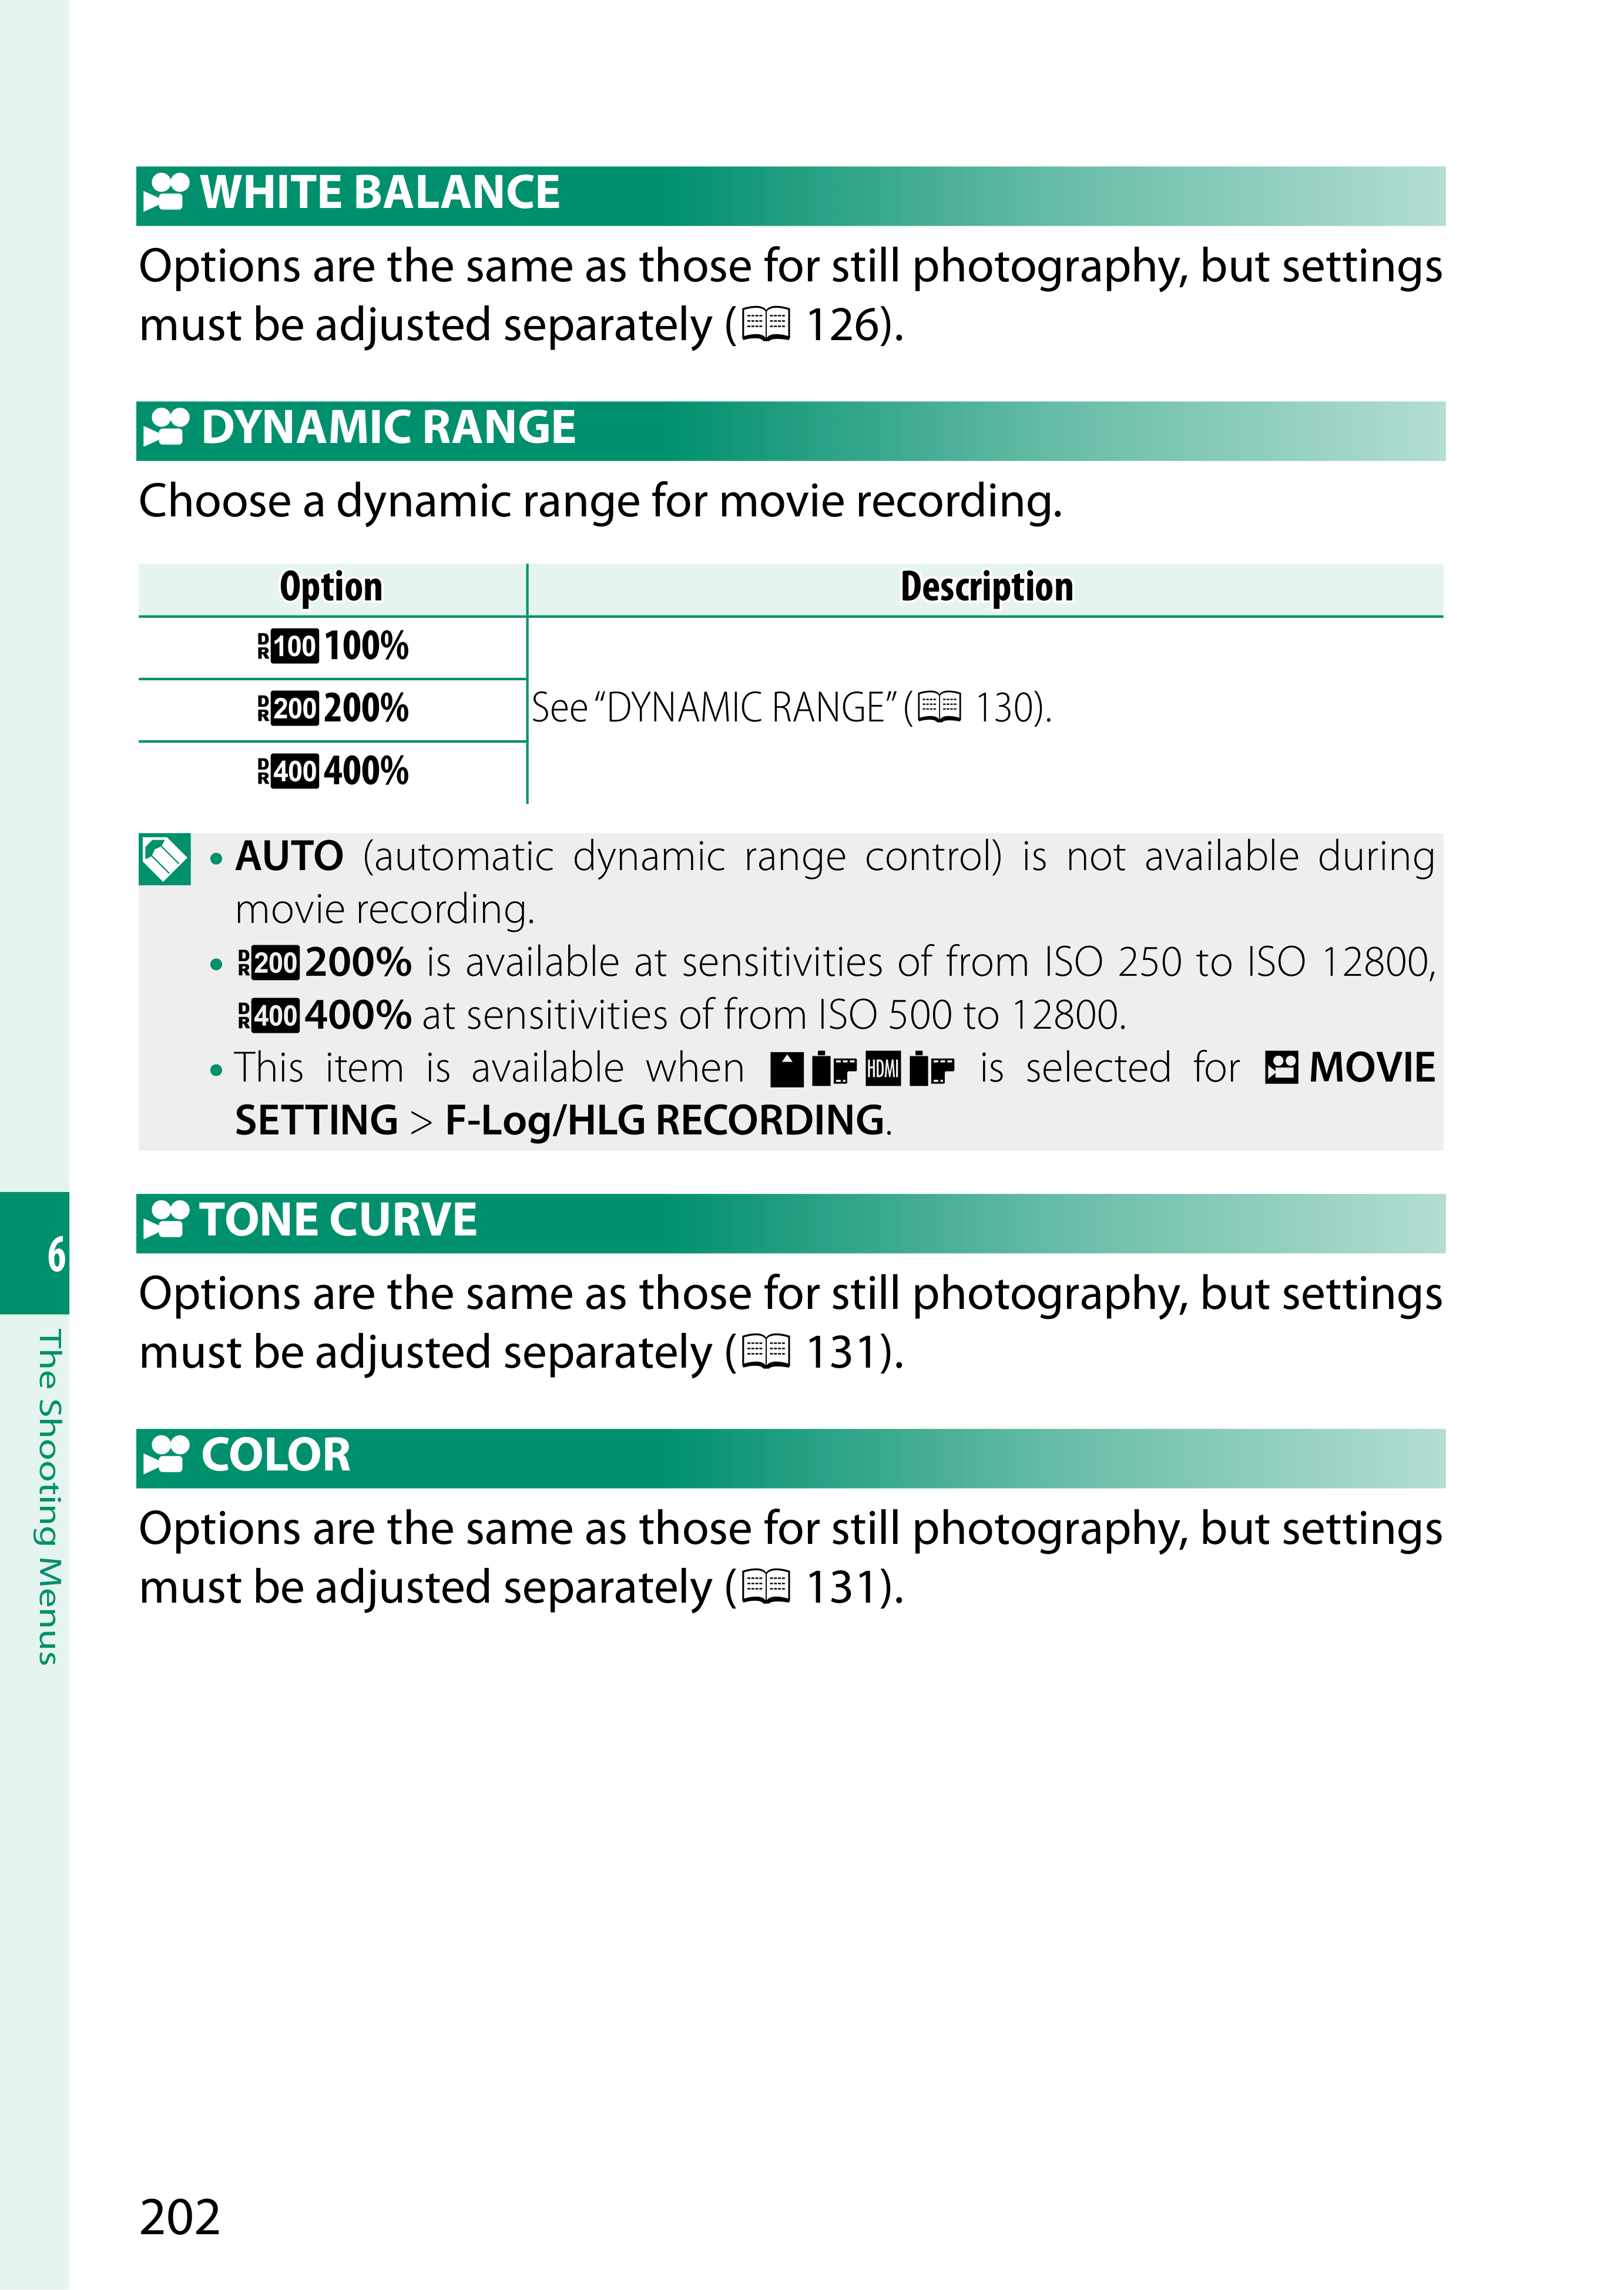 WHITE BALANCE
Options are the same as those for still photography, but settings
must be adjusted separately (126).
DYNAMIC RANGE
Choose a dynamic range for movie recording.
Option Description
DR100 100%
DR200 200% See “DYNAMIC RANGE” (130).
DR400 400%
• AUTO (automatic dynamic range control) is not available during
movie recording.
• DR200 200% is available at sensitivities of from ISO 250 to ISO 12800,
DR400 400% at sensitivities of from ISO 500 to 12800.
• This item is available when HDMI is selected for MOVIE
SETTING > F-Log/HLG RECORDING.
TONE CURVE
Options are the same as those for still photography, but settings
must be adjusted separately (131).
COLOR
Options are the same as those for still photography, but settings
must be adjusted separately (131).
6
The Shooting Menus
202